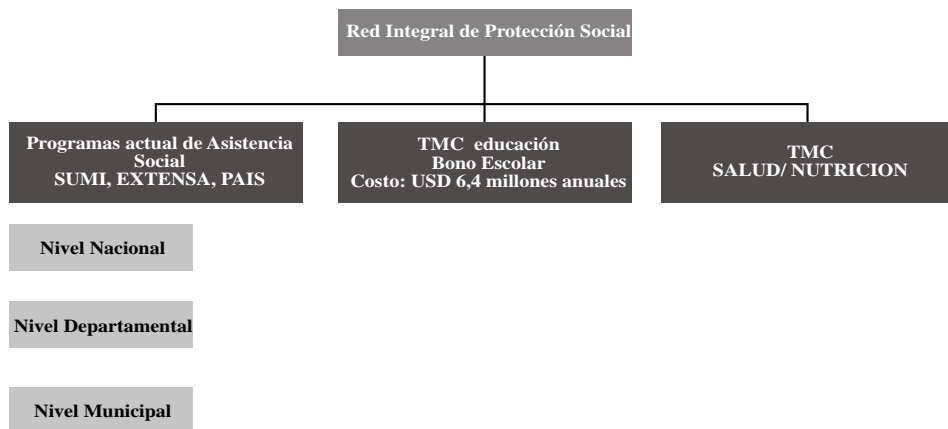 Red Integral de Protección Social
Programas actual de Asistencia
Social
SUMI, EXTENSA, PAIS
TMC educación
Bono Escolar
Costo: USD 6,4 millones anuales
TMC
SALUD/ NUTRICION
Nivel Nacional
Nivel Departamental
Nivel Municipal